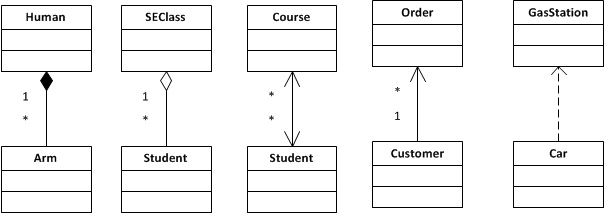 Human
1
*
Arm
SEClass
1
*
Student
Course
*
*
Student
Order
*
1
Customer
GasStation
Car